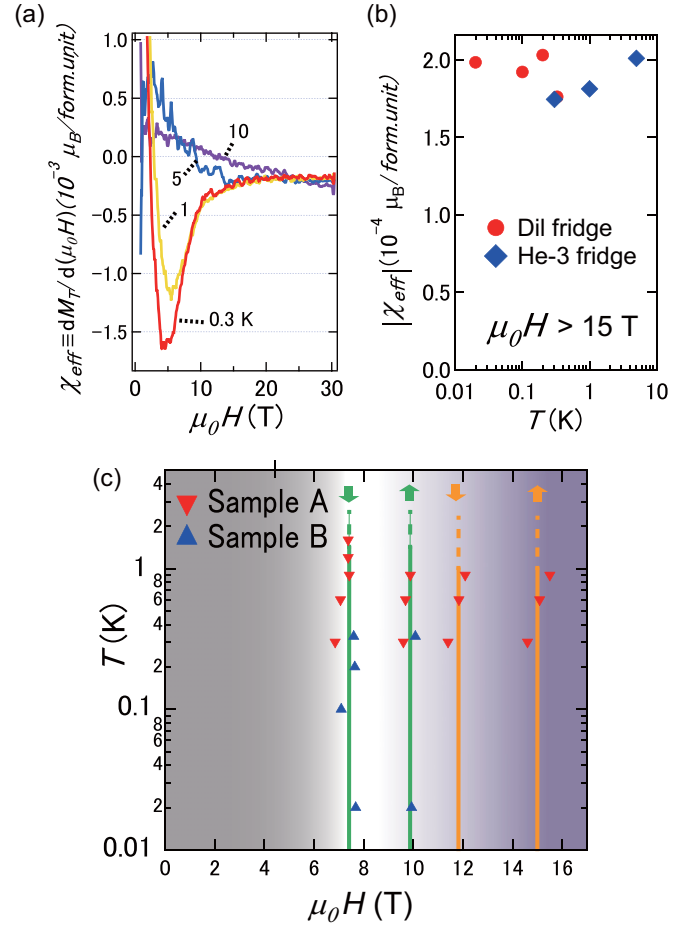 (a)
χeff≡dMT/d(μ0H)(10−3 μB/form.unit)
1.0
0.5
0.0
−0.5
−1.0
−1.5
10
5
1
0.3 K
0
10
20
30
μ0H(T)
(b)
|χeff|(10−4 μB/form.unit)
2.0
1.0
2.0
0.0
Dil fridge
He-3 fridge
μ0H > 15 T
0.01
0.1
1
10
T(K)
(c)
T(K)
Sample A
Sample B
4
2
1
8
6
4
2
0.1
8
6
4
2
0.01
0
2
4
6
8
10
12
14
16
μ0H (T)